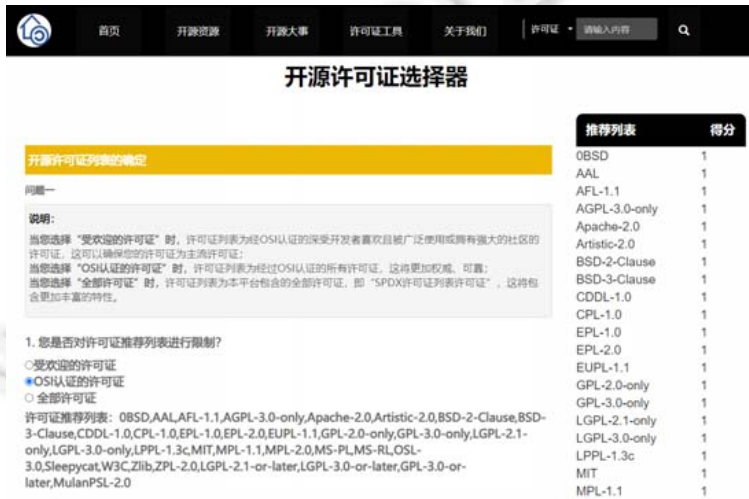 首页 开源资源 开源大事 许可证工具 关于我们 许可证 请输入内容
开源许可证选择器
开源许可证列表的确定
问题一
说明：
当您选择“受欢迎的许可证”时，许可证列表为经OSI认证的深受开发者喜欢且被广泛使用或拥有强大的社区的
许可证，这可以确保您的许可证为主流许可证；
当您选择“OSI认证的许可证”时，许可证列表为经过OSI认证的所有许可证，这将更加权威、可靠；
当您选择“全部许可证”时，许可证列表为本平台包含的全部许可证，即“SPDX许可证列表许可证”，这将包
含更加丰富的特性。
1. 您是否对许可证推荐列表进行限制?
受欢迎的许可证
OSI认证的许可证
全部许可证
许可证推荐列表：0BSD,AAL,AFL-1.1,AGPL-3.0-only,Apache-2.0,Artistic-2.0,BSD-2-Clause,BSD-
3-Clause,CDDL-1.0,CPL-1.0,EPL-1.0,EPL-2.0,EUPL-1.1,GPL-2.0-only,GPL-3.0-only,LGPL-2.1-
only,LGPL-3.0-only,LPPL-1.3c,MIT,MPL-1.1,MPL-2.0,MS-PL,MS-RL,OSL-
3.0,Sleepycat,W3C,Zlib,ZPL-2.0,LGPL-2.1-or-later,LGPL-3.0-or-later,GPL-3.0-or-
later,MulanPSL-2.0
推荐列表 得分
0BSD 1
AAL 1
AFL-1.1 1
AGPL-3.0-only 1
Apache-2.0 1
Artistic-2.0 1
BSD-2-Clause 1
BSD-3-Clause 1
CDDL-1.0 1
CPL-1.0 1
EPL-1.0 1
EPL-2.0 1
EUPL-1.1 1
GPL-2.0-only 1
GPL-3.0-only 1
LGPL-2.1-only 1
LGPL-3.0-only 1
LPPL-1.3c 1
MIT 1
MPL-1.1 1